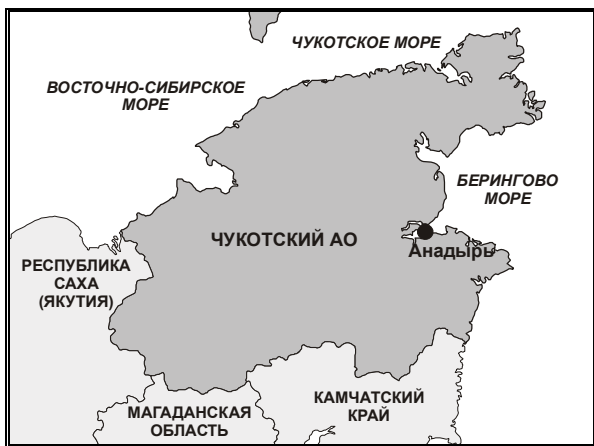 ЧУКОТСКОЕ МОРЕ
ВОСТОЧНО-СИБИРСКОЕ
МОРЕ
БЕРИНГОВО
МОРЕ
ЧУКОТСКИЙ АО
Анадырь
РЕСПУБЛИКА
САХА
(ЯКУТИЯ)
КАМЧАТСКИЙ
КРАЙ
МАГАДАНСКАЯ
ОБЛАСТЬ